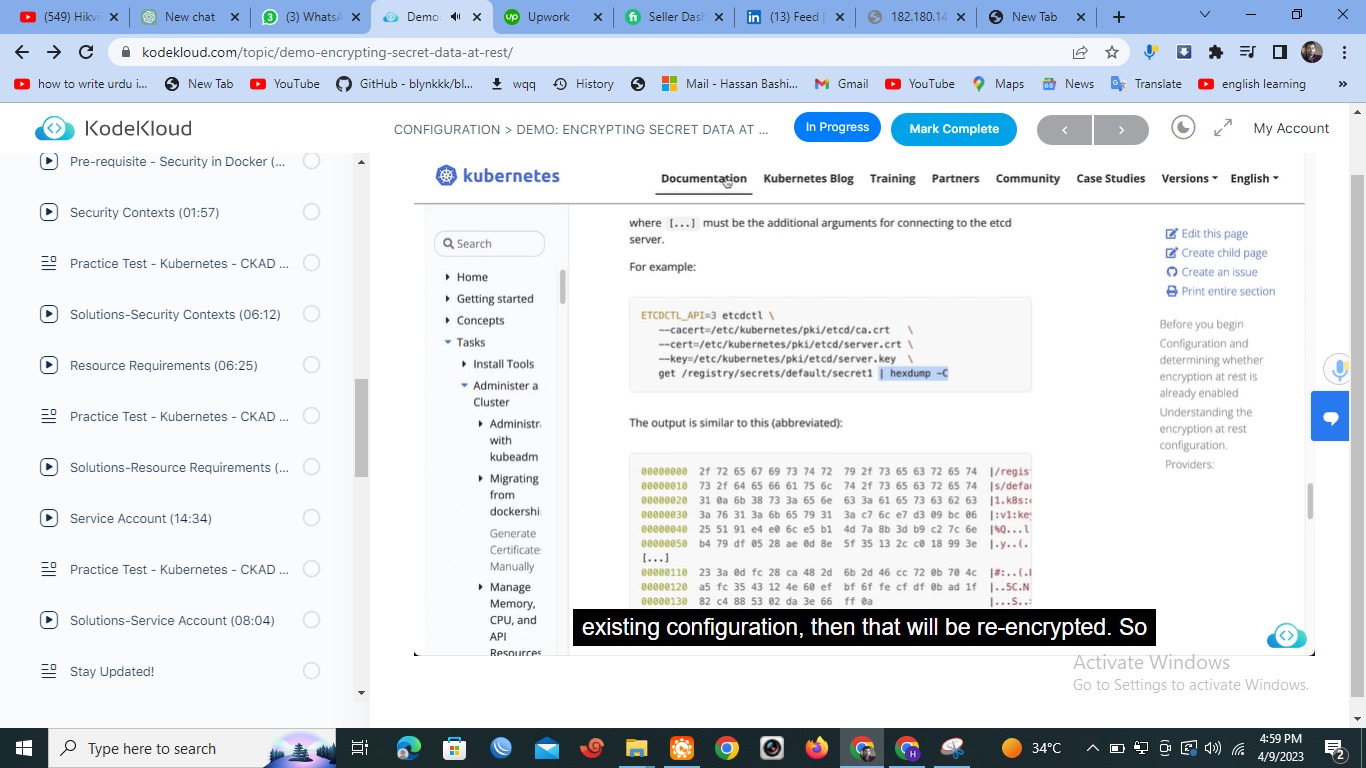 (549) Hikvi
New chat
(3) WhatsA
Demo:
Upwork
Seller Dash
(13) Feed |
182.180.14
New Tab
kodekloud.com/topic/demo-encrypting-secret-data-at-rest/
how to write urdu i...
New Tab
YouTube
GitHub - blynkkk/bl...
wqq
History
Mail - Hassan Bashi...
Gmail
YouTube
Maps
News
Translate
english learning
»
KodeKloud
CONFIGURATION > DEMO: ENCRYPTING SECRET DATA AT ...
In Progress
Mark Complete
My Account
Pre-requisite - Security in Docker (...
Security Contexts (01:57)
Practice Test - Kubernetes - CKAD ...
Solutions-Security Contexts (06:12)
Resource Requirements (06:25)
Practice Test - Kubernetes - CKAD ...
Solutions-Resource Requirements (...
Service Account (14:34)
Practice Test - Kubernetes - CKAD ...
Solutions-Service Account (08:04)
Stay Updated!
kubernetes
Documentation
Kubernetes Blog
Training
Partners
Community
Case Studies
Versions
English
Search
Home
Getting started
Concepts
Tasks
Install Tools
Administer a
Cluster
Administra
with
kubeadm
Migrating
from
dockershi
Generate
Certificates
Manually
Manage
Memory,
CPU, and
API
Resources
where [...] must be the additional arguments for connecting to the etcd
server.
For example:
ETCDCTL_API=3 etcdctl \
--cacert=/etc/kubernetes/pki/etcd/ca.crt \
--cert=/etc/kubernetes/pki/etcd/server.crt \
--key=/etc/kubernetes/pki/etcd/server.key \
get /registry/secrets/default/secret1 | hexdump -C
The output is similar to this (abbreviated):
00000000 2f 72 65 67 69 73 74 72 79 2f 73 65 63 72 65 74 |/regis
00000010 73 2f 64 65 66 61 75 6c 74 2f 73 65 63 72 65 74 |s/defau
00000020 31 0a 6b 38 73 3a 65 6e 63 3a 61 65 73 63 62 63 |1.k8s:e
00000030 3a 76 31 3a 6b 65 79 31 3a c7 6c e7 d3 09 bc 06 |:v1:key
00000040 25 51 91 e4 e0 6c e5 b1 4d 7a 8b 3d b9 c2 7c 6e |%Q...l
00000050 b4 79 df 05 28 ae 0d 8e 5f 35 13 2c c0 18 99 3e |.y..(.
[...]
00000110 23 3a 0d fc 28 ca 48 2d 6b 2d 46 cc 72 0b 70 4c |#:..(.H
00000120 a5 fc 35 43 12 4e 60 ef bf 6f fe cf df 0b ad 1f |..5C.N
00000130 82 c4 88 53 02 da 3e 66 ff 0a |...S..>
Edit this page
Create child page
Create an issue
Print entire section
Before you begin
Configuration and
determining whether
encryption at rest is
already enabled
Understanding the
encryption at rest
configuration.
Providers:
existing configuration, then that will be re-encrypted. So
Activate Windows
Go to Settings to activate Windows.
Type here to search
34°C
4:59 PM
4/9/2023
2